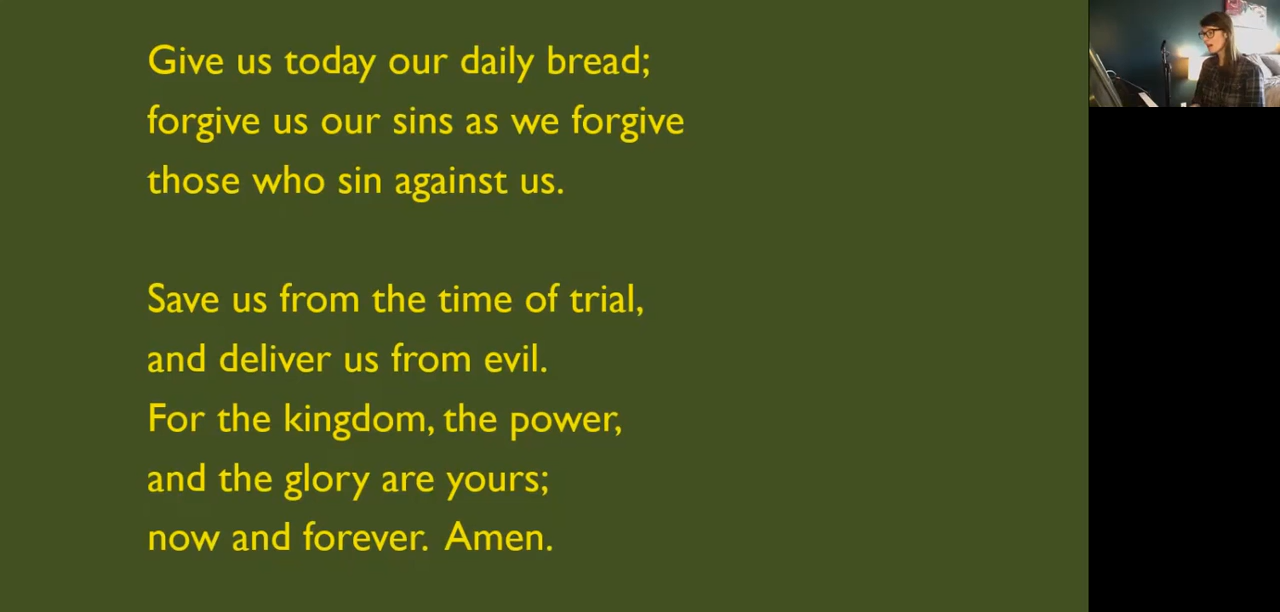 Give us today our daily bread;
forgive us our sins as we forgive
those who sin against us.
Save us from the time of trial,
and deliver us from evil.
For the kingdom, the power,
and the glory are yours;
now and forever. Amen.